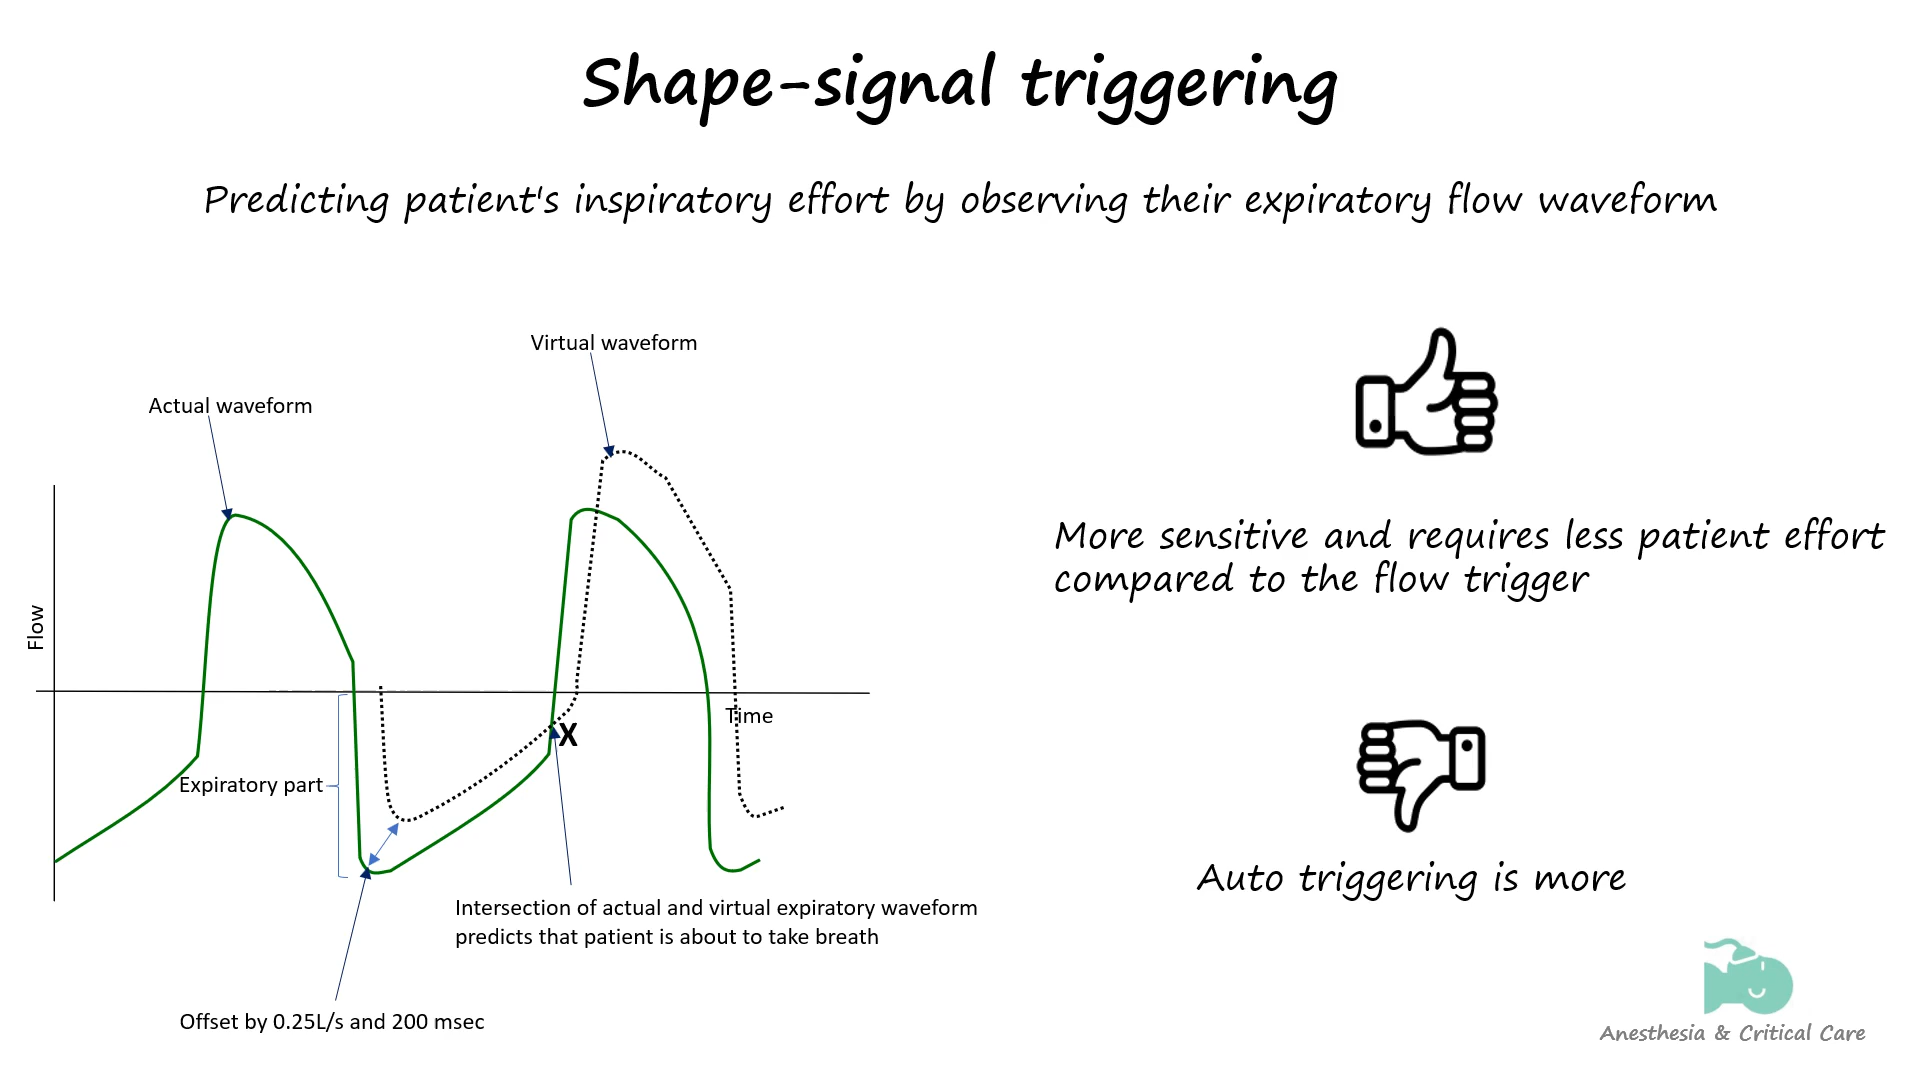 Shape-signal triggering
Predicting patient's inspiratory effort by observing their expiratory flow waveform
Virtual waveform
Actual waveform
Flow
Time
X
Expiratory part
Intersection of actual and virtual expiratory waveform
predicts that patient is about to take breath
Offset by 0.25L/s and 200 msec
More sensitive and requires less patient effort
compared to the flow trigger
Auto triggering is more
Anesthesia & Critical Care